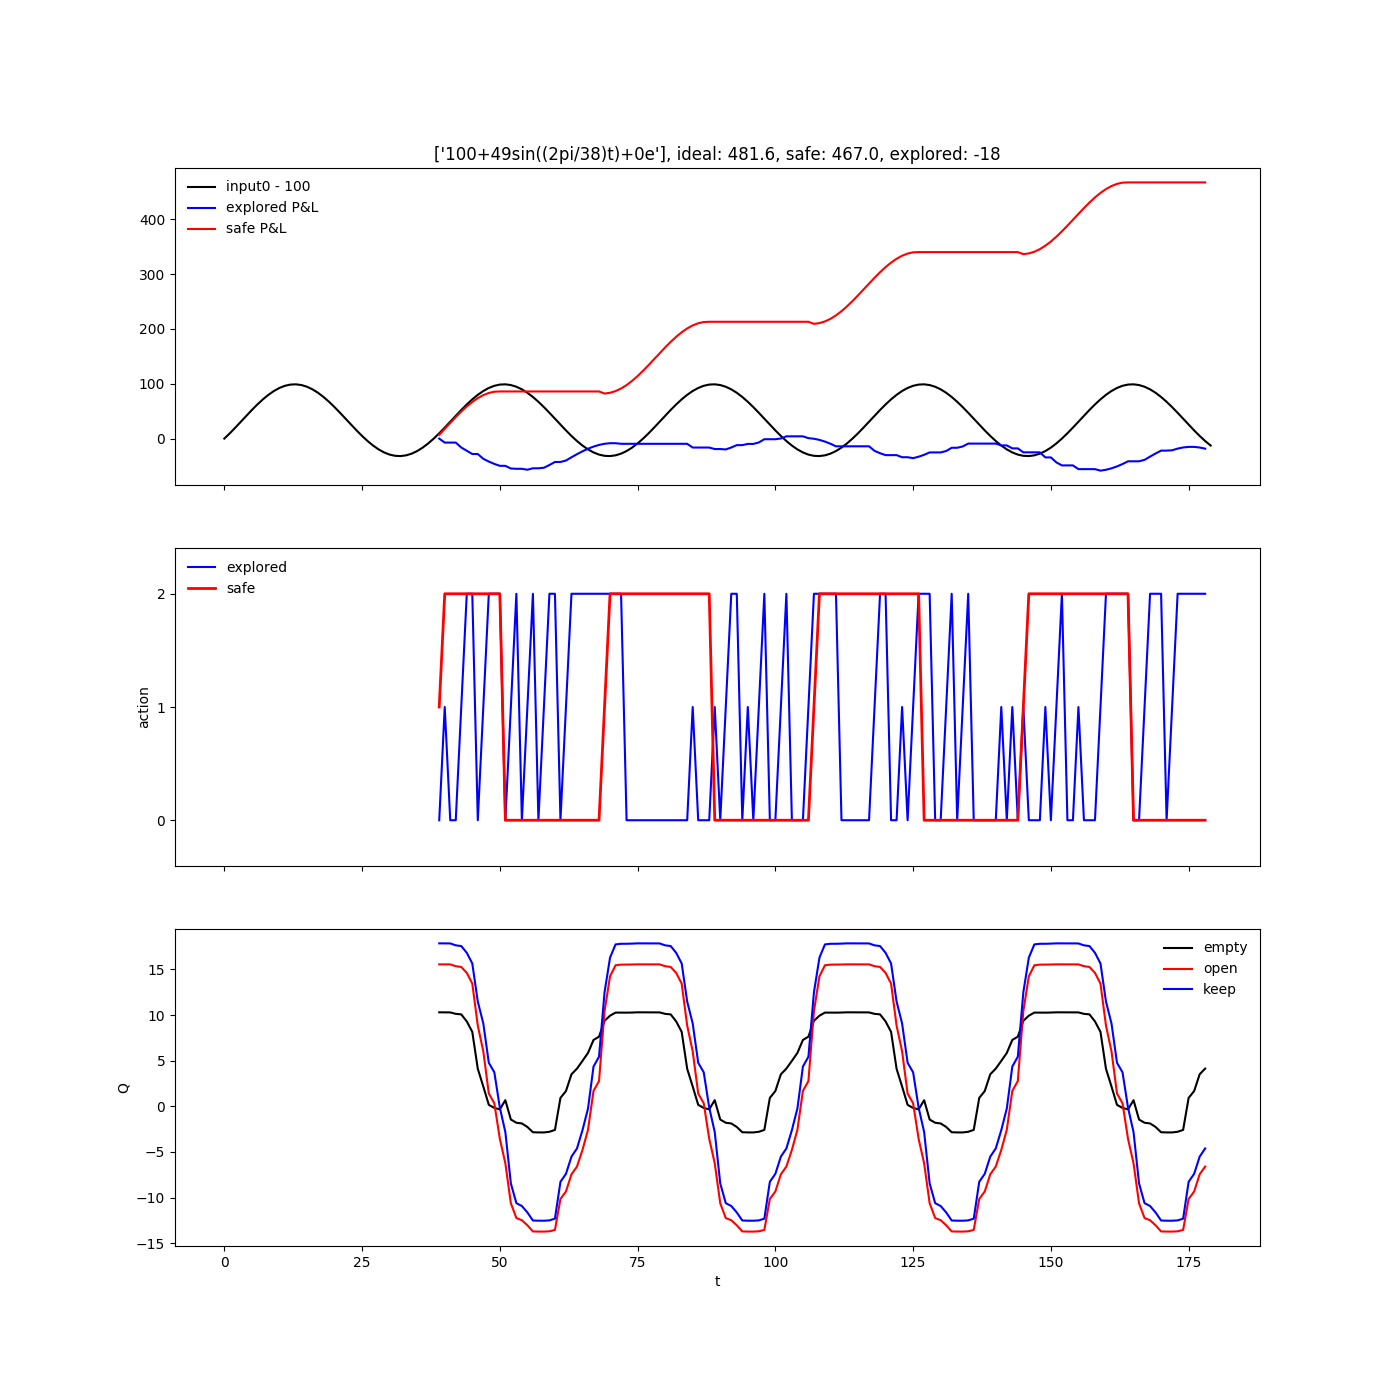 ['100+49sin((2pi/38)t)+0e'], ideal: 481.6, safe: 467.0, explored: -18
input0 - 100
explored P&L
safe P&L
400
300
200
100
0
explored
safe
2
1
0
action
empty
open
keep
15
10
5
0
−5
−10
−15
Q
0
25
50
75
100
125
150
175
t